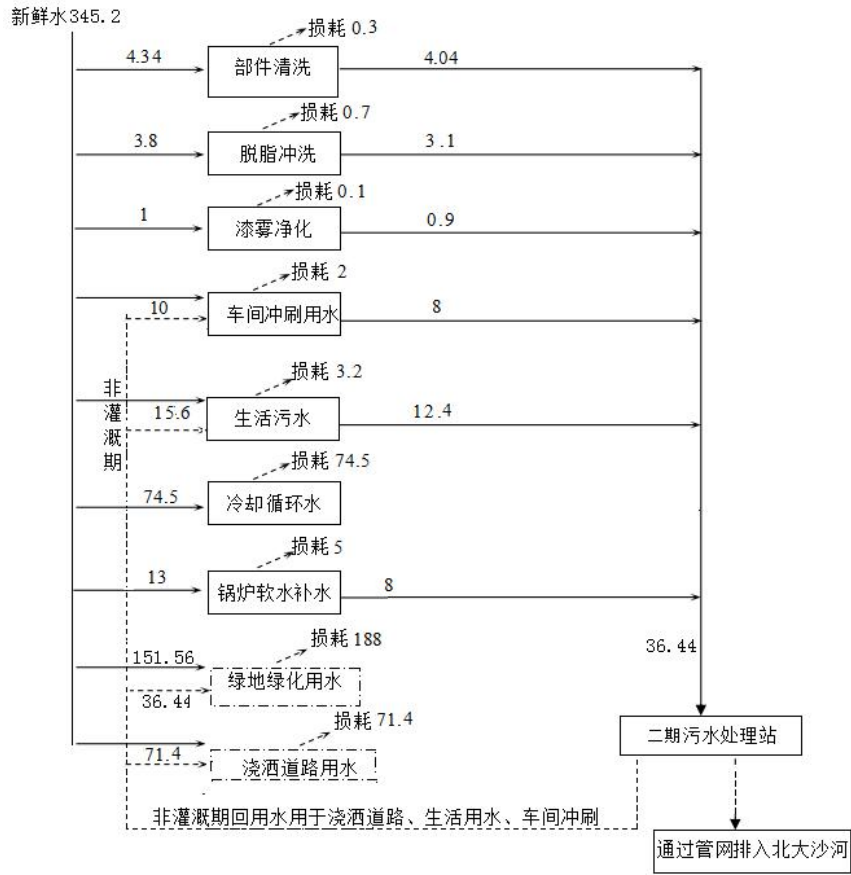 新鲜水345.2
损耗 0.3
4.34
部件清洗
4.04
损耗 0.7
3.8
脱脂冲洗
3.1
损耗 0.1
1
漆雾净化
0.9
损耗 2
10
车间冲刷用水
8
非灌溉期
损耗 3.2
15.6
生活污水
12.4
损耗 74.5
74.5
冷却循环水
损耗 5
13
锅炉软水补水
8
损耗 188
151.56
绿地绿化用水
36.44
36.44
损耗 71.4
71.4
浇洒道路用水
二期污水处理站
非灌溉期回用水用于浇洒道路、生活用水、车间冲刷
通过管网排入北大沙河